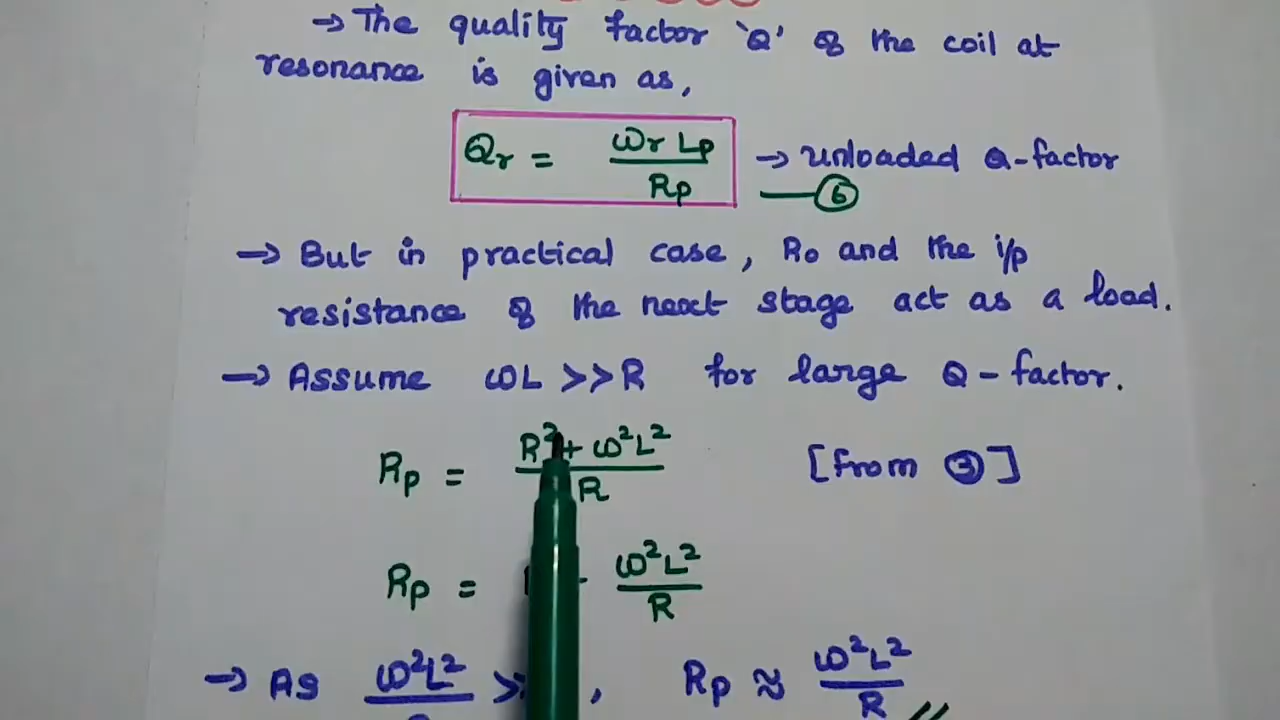 → The quality factor 'Q' of the coil at
resonance is given as,
Qr = ωr Lp / Rp → unloaded Q-factor
⑥
→ But in practical case, Ro and the i/p
resistance of the next stage act as a load.
→ Assume ωL >> R for large Q-factor.
Rp = R² + ω²L² / R [from ③]
Rp = ω²L² / R
→ As ω²L² > , Rp ≈ ω²L² / R //